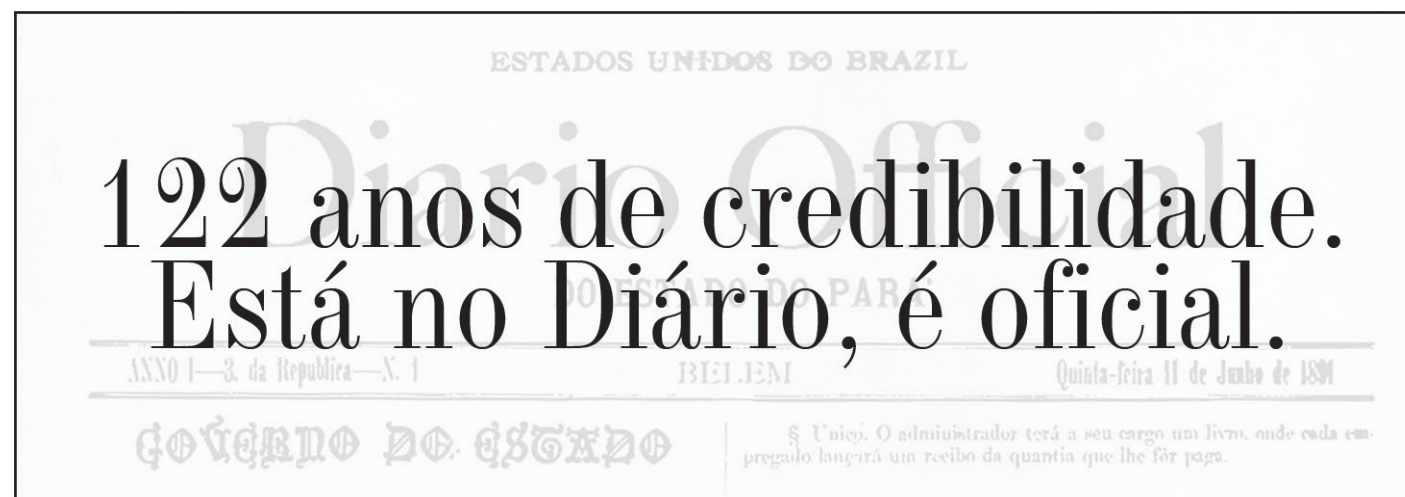 ESTADOS UNIDOS DO BRAZIL
Diario Official
122 anos de credibilidade.
DO ESTADO DO PARÁ
Está no Diário, é oficial.
ANNO I—3. da Republica—N. 1 BELEM Quinta-feira 11 de Junho de 1891
GOVERNO DO ESTADO
§ Unico. O administrador terá a seu cargo um livro, onde cada em-
pregado lançará um recibo da quantia que lhe fôr paga.